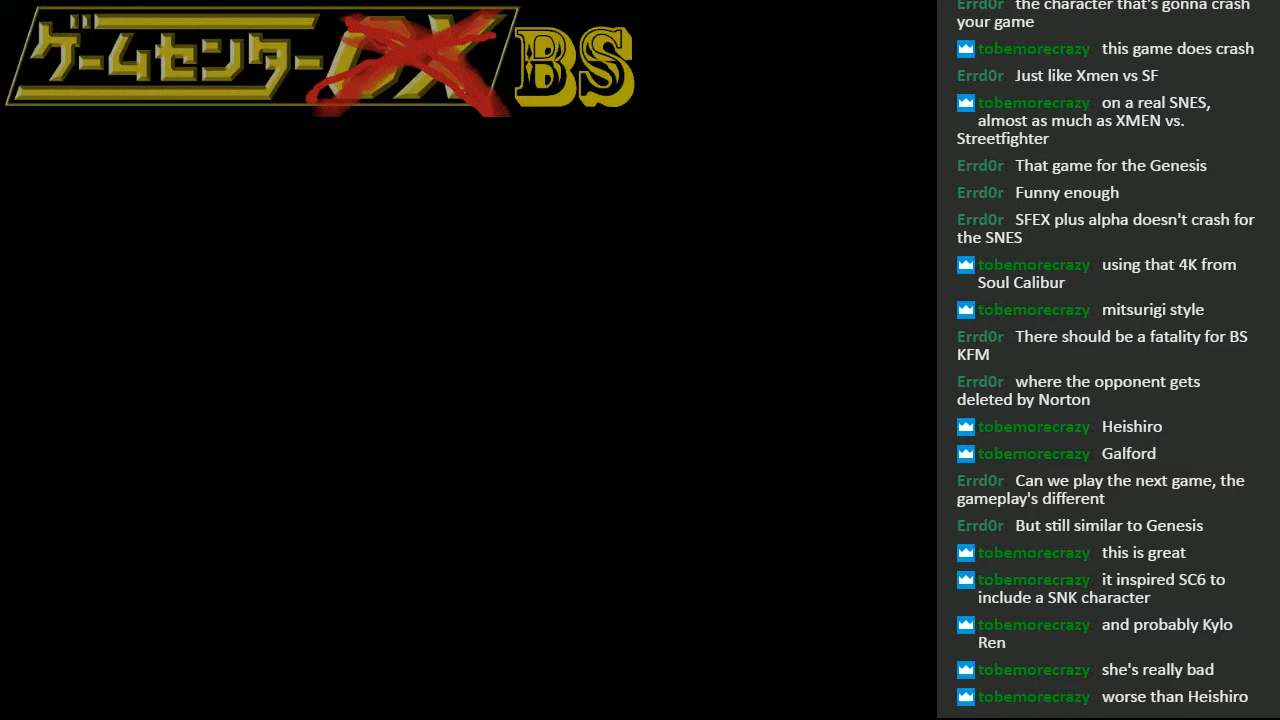 ゲームセンターDX BS
Errd0r the character that's gonna crash
your game
tobemorecrazy this game does crash
Errd0r Just like Xmen vs SF
tobemorecrazy on a real SNES,
almost as much as XMEN vs.
Streetfighter
Errd0r That game for the Genesis
Errd0r Funny enough
Errd0r SFEX plus alpha doesn't crash for
the SNES
tobemorecrazy using that 4K from
Soul Calibur
tobemorecrazy mitsurigi style
Errd0r There should be a fatality for BS
KFM
Errd0r where the opponent gets
deleted by Norton
tobemorecrazy Heishiro
tobemorecrazy Galford
Errd0r Can we play the next game, the
gameplay's different
Errd0r But still similar to Genesis
tobemorecrazy this is great
tobemorecrazy it inspired SC6 to
include a SNK character
tobemorecrazy and probably Kylo
Ren
tobemorecrazy she's really bad
tobemorecrazy worse than Heishiro